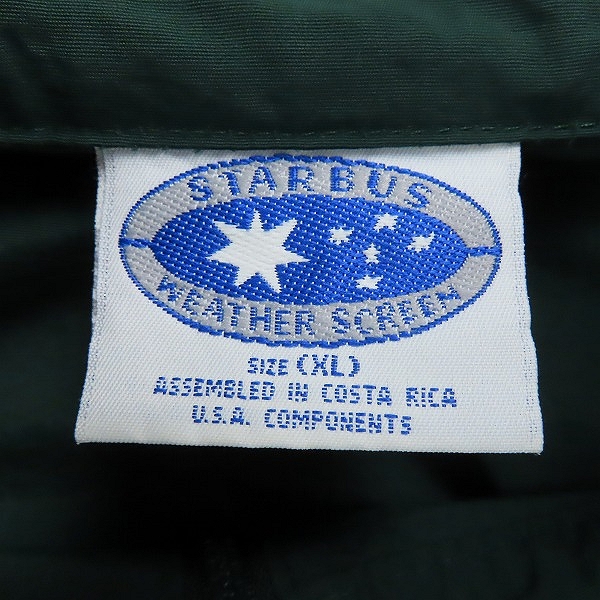 STARBUS
WEATHER SCREEN
SIZE (XL)
ASSEMBLED IN COSTA RICA
U.S.A. COMPONENTS